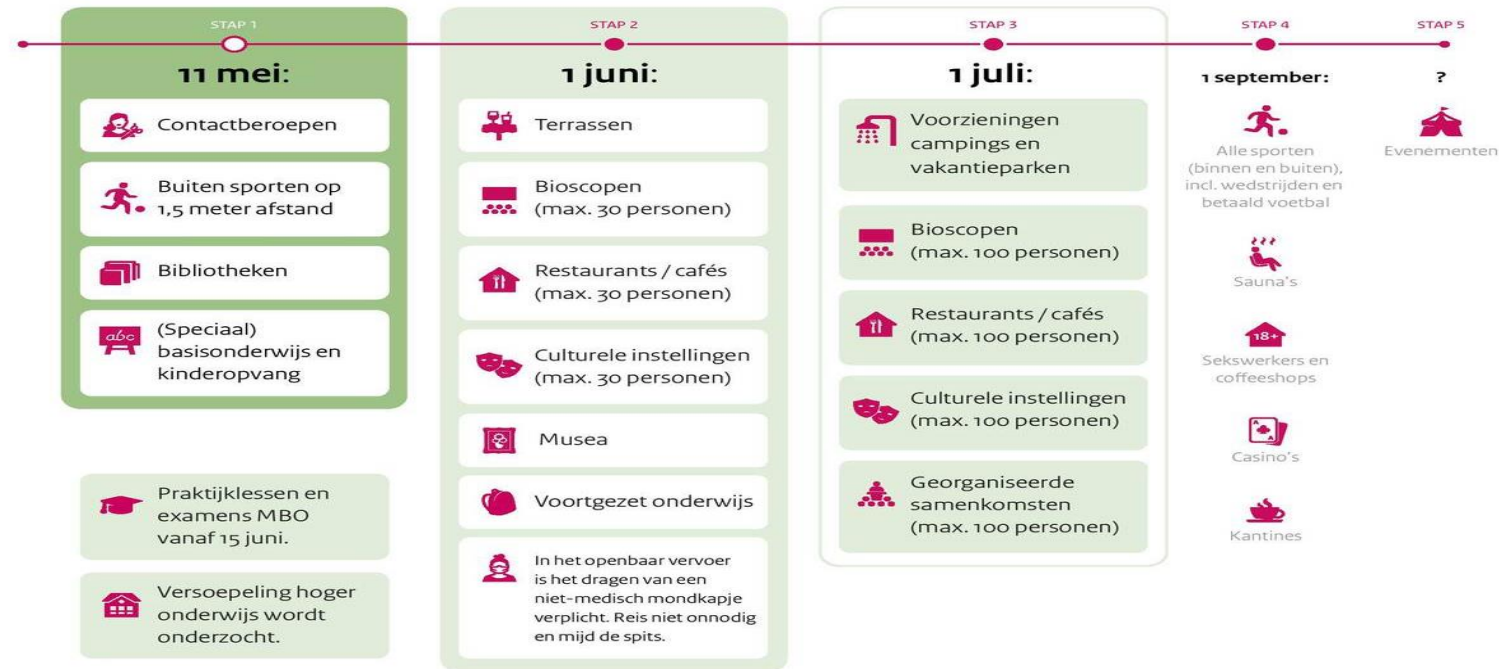 STAP 1
11 mei:
Contactberoepen
Buiten sporten op
1,5 meter afstand
Bibliotheken
abc
(Speciaal)
basisonderwijs en
kinderopvang
Praktijklessen en
examens MBO
vanaf 15 juni.
Versoepeling hoger
onderwijs wordt
onderzocht.
STAP 2
1 juni:
Terrassen
Bioscopen
(max. 30 personen)
Restaurants / cafés
(max. 30 personen)
Culturele instellingen
(max. 30 personen)
Musea
Voortgezet onderwijs
In het openbaar vervoer
is het dragen van een
niet-medisch mondkapje
verplicht. Reis niet onnodig
en mijd de spits.
STAP 3
1 juli:
Voorzieningen
campings en
vakantieparken
Bioscopen
(max. 100 personen)
Restaurants / cafés
(max. 100 personen)
Culturele instellingen
(max. 100 personen)
Georganiseerde
samenkomsten
(max. 100 personen)
STAP 4
1 september:
Alle sporten
(binnen en buiten),
incl. wedstrijden en
betaald voetbal
Sauna's
18+
Sekswerkers en
coffeeshops
A
A
Casino's
Kantines
STAP 5
?
Evenementen